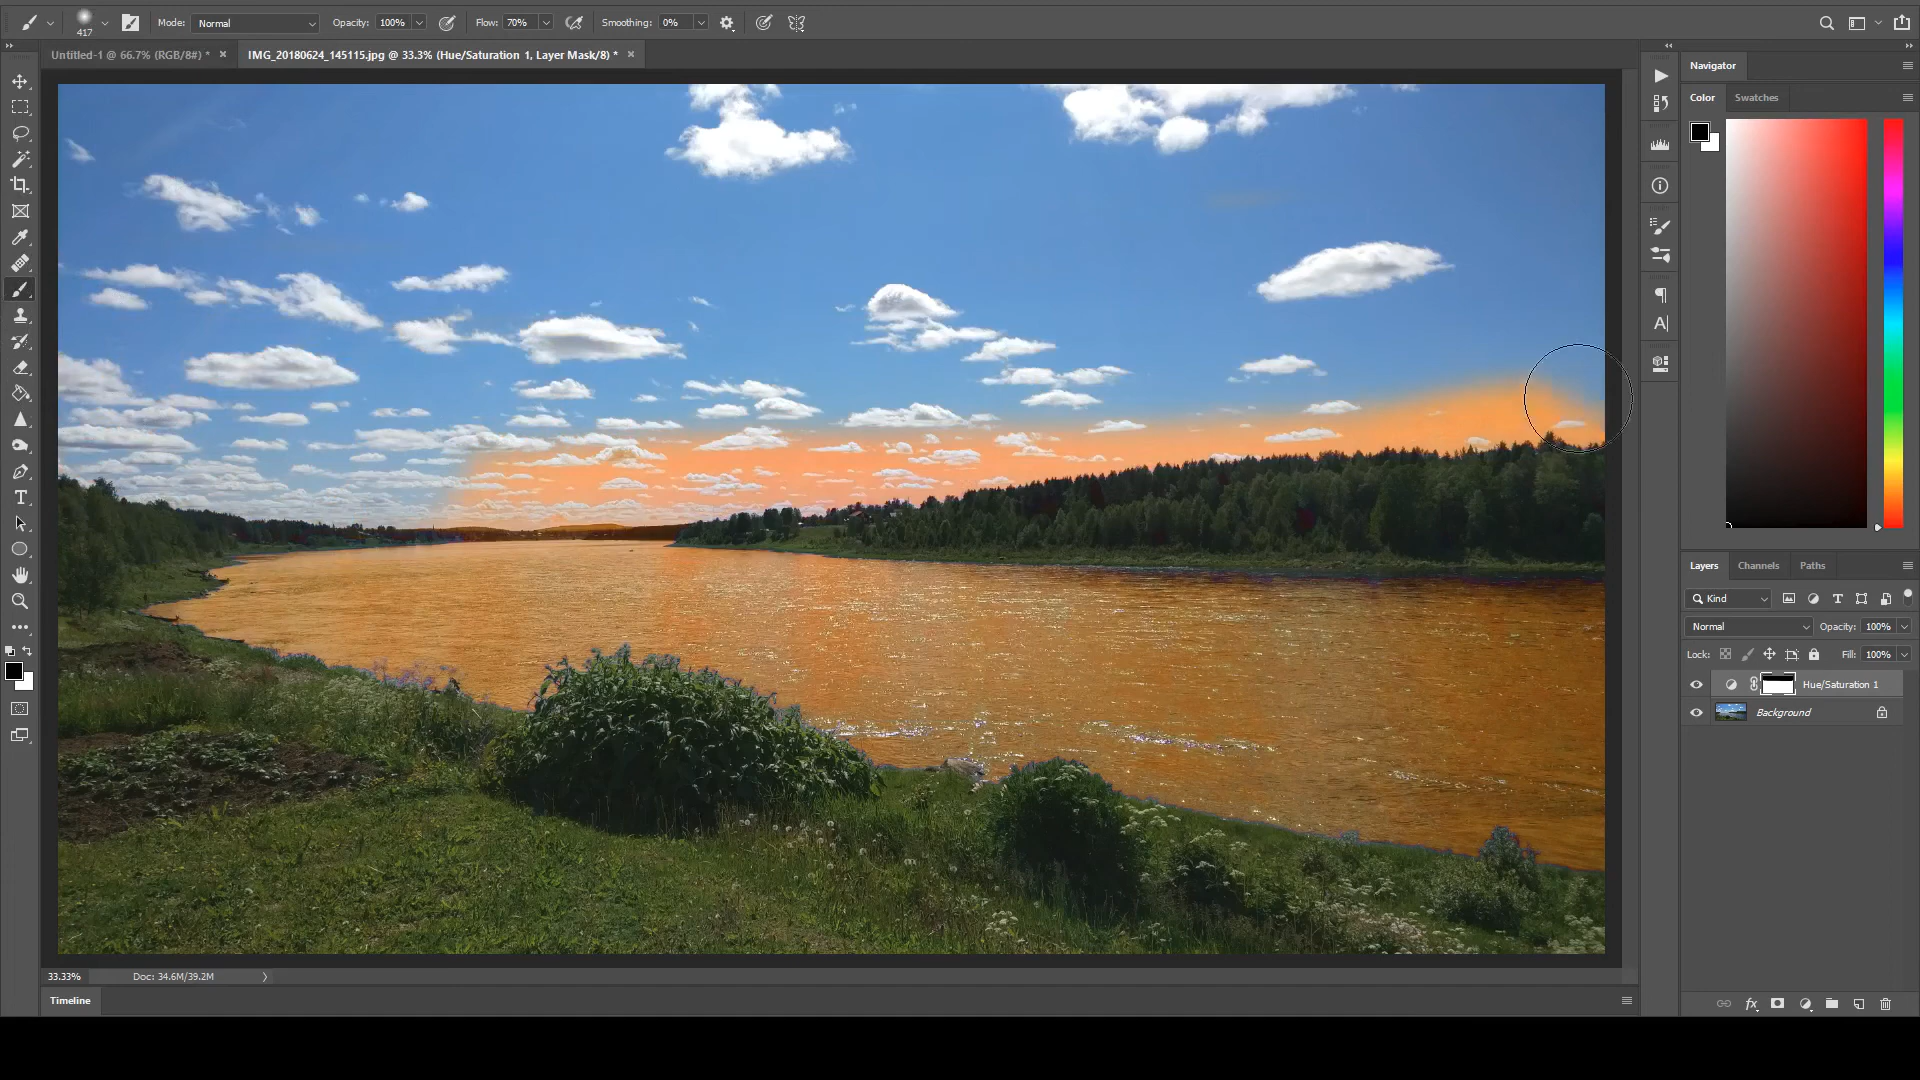 417
Mode: Normal
Opacity: 100%
Flow: 70%
Smoothing: 0%
Untitled-1 @ 66.7% (RGB/8#) *
IMG_20180624_145115.jpg @ 33.3% (Hue/Saturation 1, Layer Mask/8) *
Navigator
Color Swatches
Layers Channels Paths
Kind
Normal Opacity: 100%
Lock: Fill: 100%
Hue/Saturation 1
Background
33.33% Doc: 34.6M/39.2M
Timeline